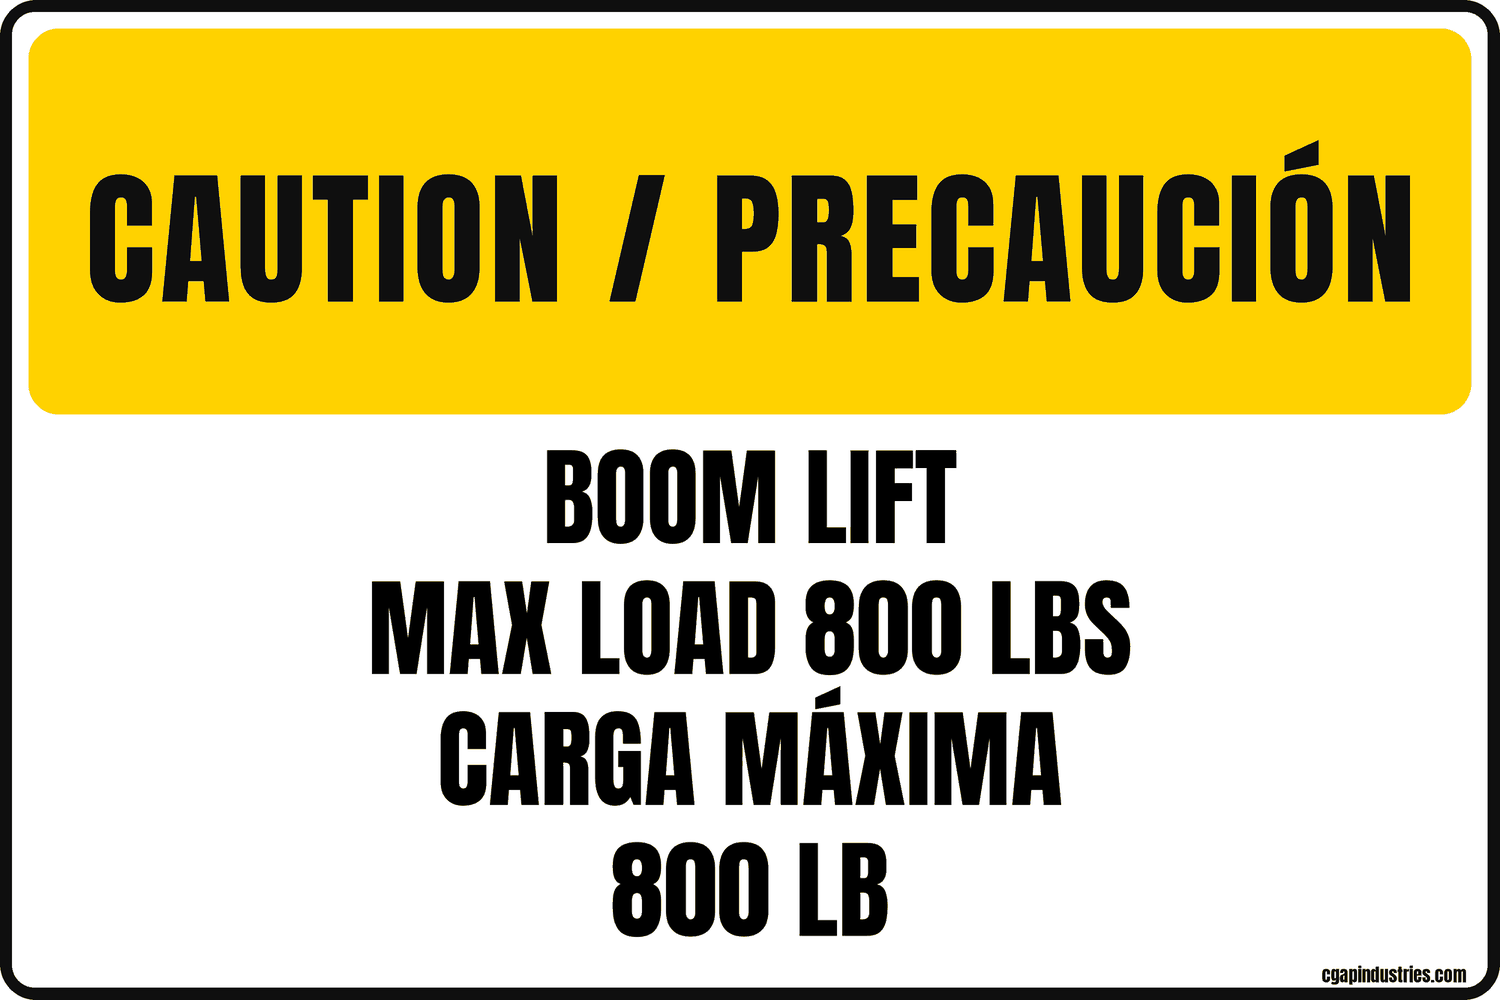 CAUTION / PRECAUCIÓN
BOOM LIFT
MAX LOAD 800 LBS
CARGA MÁXIMA
800 LB
cgapindustries.com